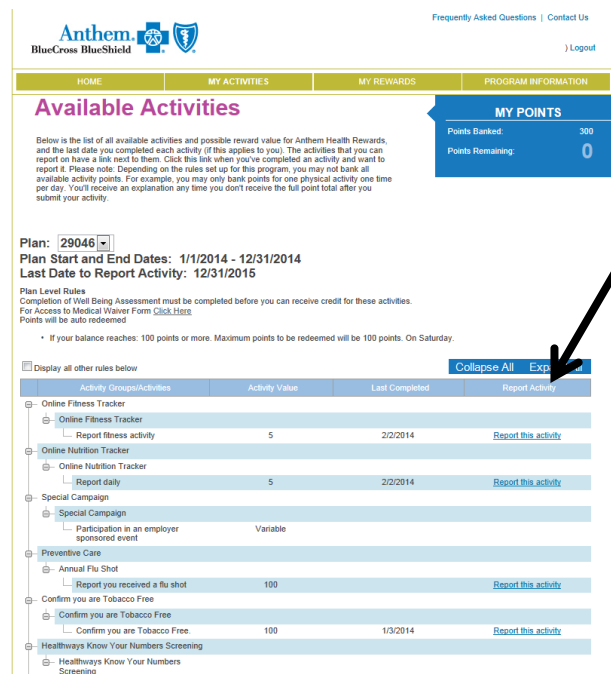 Frequently Asked Questions | Contact Us
Anthem.
BlueCross BlueShield
) Logout
HOME MY ACTIVITIES MY REWARDS PROGRAM INFORMATION
Available Activities
MY POINTS
Points Banked: 300
Points Remaining: 0
Below is the list of all available activities and possible reward value for Anthem Health Rewards,
and the last date you completed each activity (if this applies to you). The activities that you can
report on have a link next to them. Click this link when you've completed an activity and want to
report it. Please note: Depending on the rules set up for this program, you may not bank all
available activity points. For example, you may only bank points for one physical activity one time
per day. You'll receive an explanation any time you don't receive the full point total after you
submit your activity.
Plan: 29046
Plan Start and End Dates: 1/1/2014 - 12/31/2014
Last Date to Report Activity: 12/31/2015
Plan Level Rules
Completion of Well Being Assessment must be completed before you can receive credit for these activities.
For Access to Medical Waiver Form Click Here
Points will be auto redeemed
• If your balance reaches: 100 points or more. Maximum points to be redeemed will be 100 points. On Saturday.
Display all other rules below
Collapse All
Activity Groups/Activities Activity Value Last Completed Report Activity
Online Fitness Tracker
Online Fitness Tracker
Report fitness activity 5 2/2/2014 Report this activity
Online Nutrition Tracker
Online Nutrition Tracker
Report daily 5 2/2/2014 Report this activity
Special Campaign
Special Campaign
Participation in an employer Variable
sponsored event
Preventive Care
Annual Flu Shot
Report you received a flu shot 100 Report this activity
Confirm you are Tobacco Free
Confirm you are Tobacco Free
Confirm you are Tobacco Free. 100 1/3/2014 Report this activity
Healthways Know Your Numbers Screening
Healthways Know Your Numbers
Screening